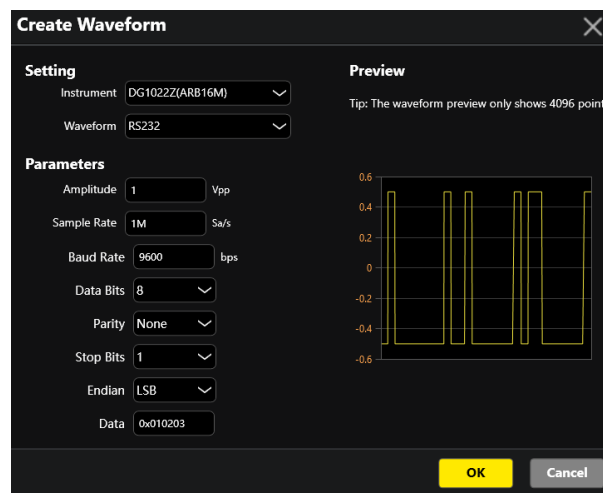 Create Waveform
Setting
Instrument DG1022Z(ARB16M)
Waveform RS232
Parameters
Amplitude 1 Vpp
Sample Rate 1M Sa/s
Baud Rate 9600 bps
Data Bits 8
Parity None
Stop Bits 1
Endian LSB
Data 0x010203
Preview
Tip: The waveform preview only shows 4096 point
0.6
0.4
0.2
0
-0.2
-0.4
-0.6
OK Cancel